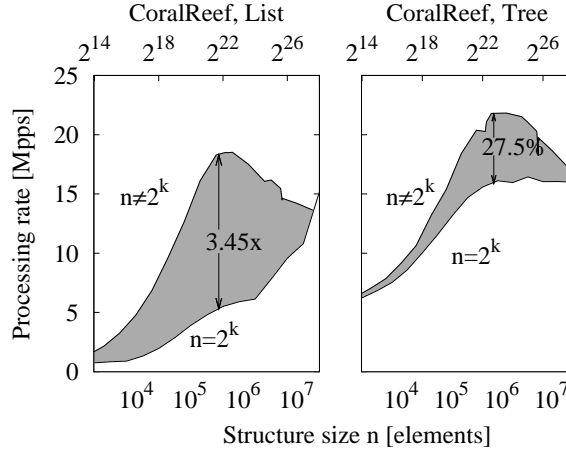 CoralReef, List
CoralReef, Tree
2^14 2^18 2^22 2^26
2^14 2^18 2^22 2^26
Processing rate [Mpps]
25
20
15
10
5
0
n≠2^k
3.45x
n=2^k
n≠2^k
27.5%
n=2^k
10^4 10^5 10^6 10^7
10^4 10^5 10^6 10^7
Structure size n [elements]